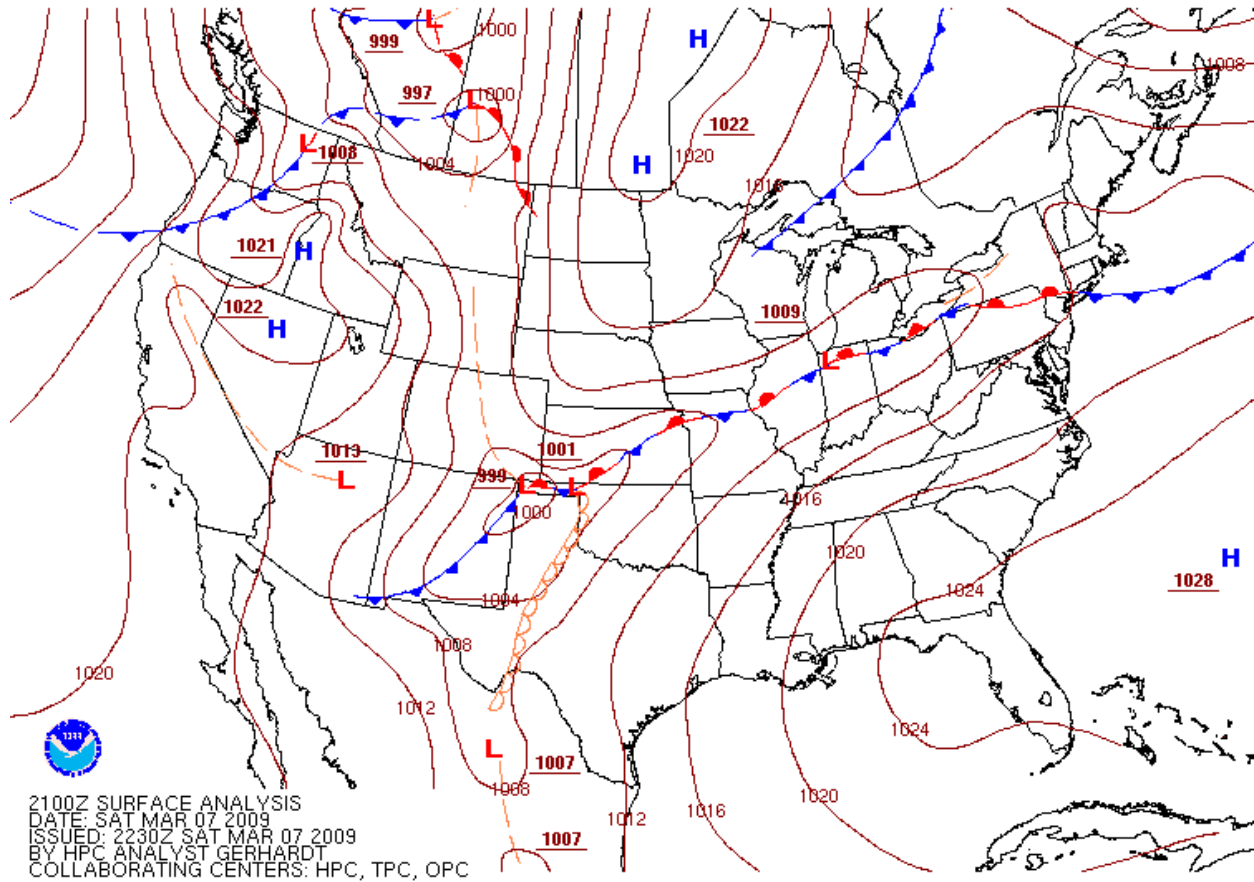 L
1000
999
H
1008
997
L
1000
1022
L
1008
1004
1020
H
1016
1021
H
1022
H
1009
L
1013
L
1001
999
L
L
1000
1016
1020
1024
1028
H
1004
1008
1020
1012
1024
L
1007
1008
1012
1016
1020
1007
2100Z SURFACE ANALYSIS
DATE: SAT MAR 07 2009
ISSUED: 2230Z SAT MAR 07 2009
BY HPC ANALYST GERHARDT
COLLABORATING CENTERS: HPC, TPC, OPC